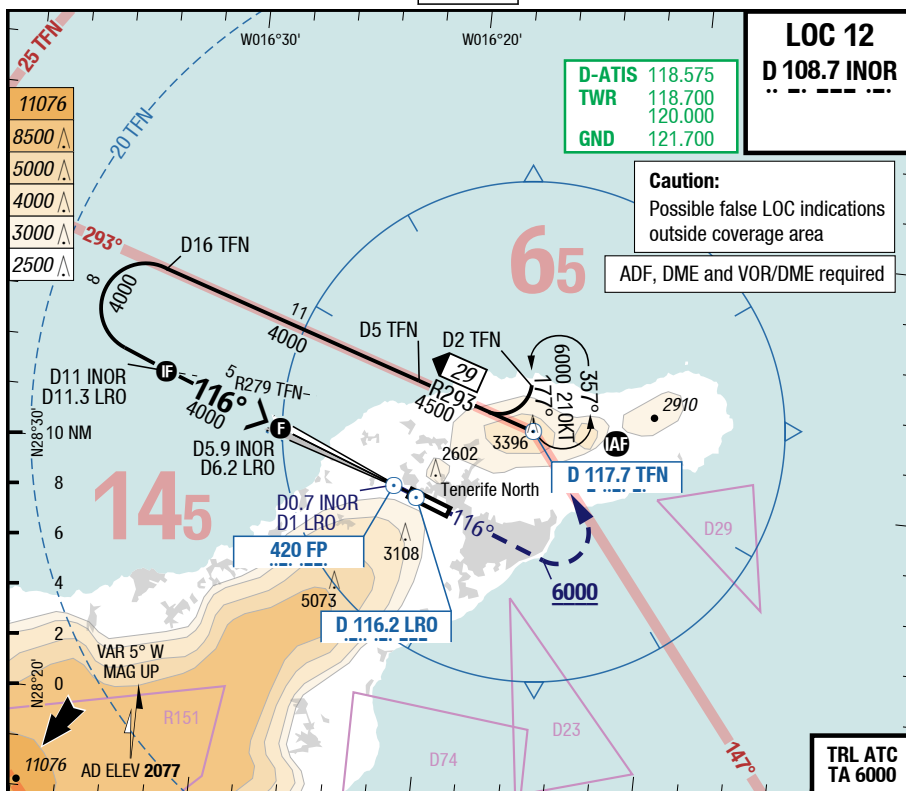 W016°30'
W016°20'
LOC 12
D 108.7 INOR
25 TFN
20 TFN
D-ATIS 118.575
TWR 118.700
120.000
GND 121.700
11076
8500
5000
4000
3000
2500
Caution:
Possible false LOC indications
outside coverage area
ADF, DME and VOR/DME required
65
293°
D16 TFN
8
4000
11
4000
D5 TFN
D2 TFN
29
R293
4500
6000 210KT
177°
357°
2910
IAF
3396
2602
D11 INOR
D11.3 LRO
IF
116°
4000
5
R279 TFN
F
D5.9 INOR
D6.2 LRO
N28°30'
10 NM
8
6
4
2
0
N28°20'
145
D 117.7 TFN
Tenerife North
D0.7 INOR
D1 LRO
116°
420 FP
3108
5073
6000
D 116.2 LRO
D29
VAR 5° W
MAG UP
R151
D74
D23
147°
11076
AD ELEV 2077
TRL ATC
TA 6000